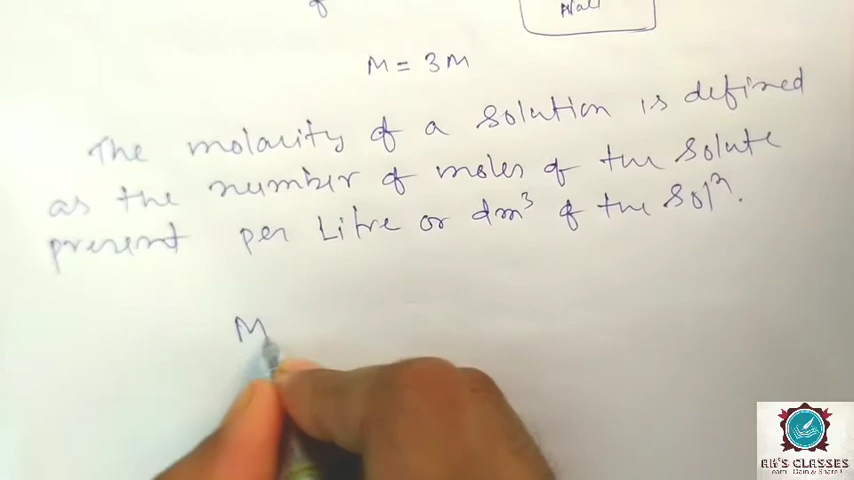 NaCl
M = 3M
The molarity of a solution is defined
as the number of moles of the solute
present per Litre or dm³ of the solⁿ.
M
RK'S CLASSES